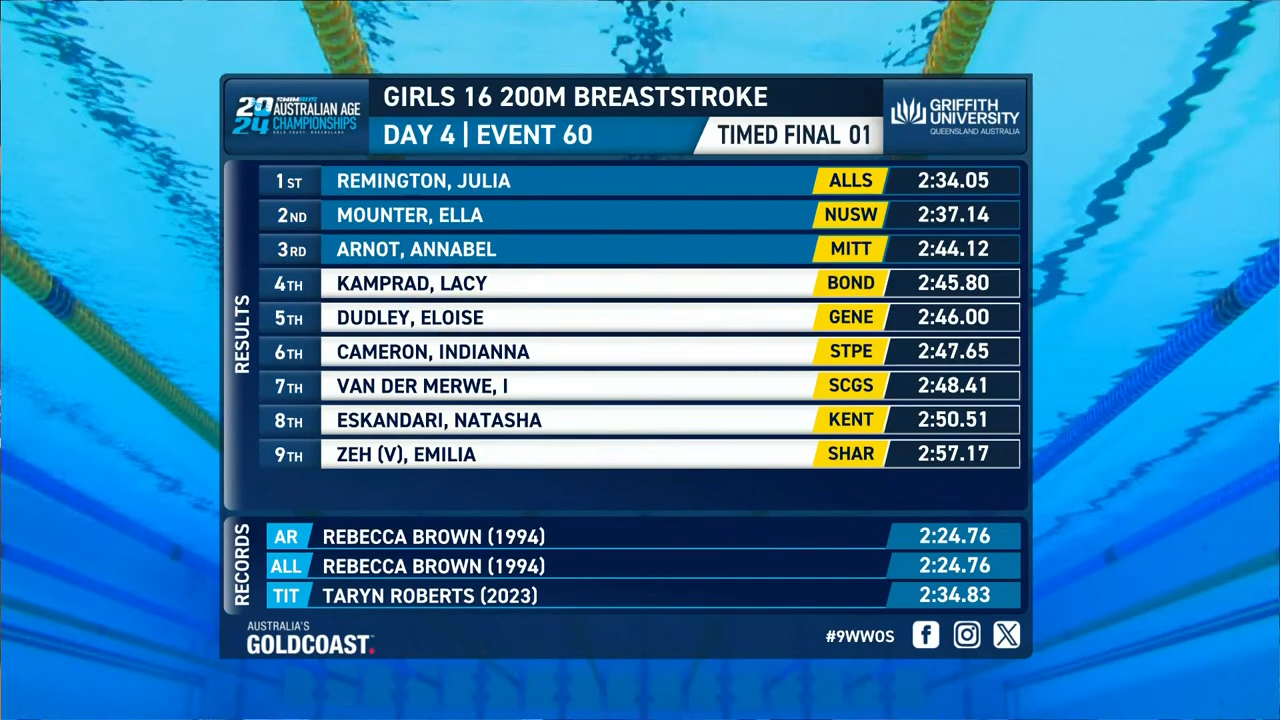 2024 SWIMAUS AUSTRALIAN AGE CHAMPIONSHIPS
GOLD COAST, QUEENSLAND
GIRLS 16 200M BREASTSTROKE
DAY 4 | EVENT 60
TIMED FINAL 01
GRIFFITH UNIVERSITY
QUEENSLAND AUSTRALIA
RESULTS
1ST REMINGTON, JULIA ALLS 2:34.05
2ND MOUNTER, ELLA NUSW 2:37.14
3RD ARNOT, ANNABEL MITT 2:44.12
4TH KAMPRAD, LACY BOND 2:45.80
5TH DUDLEY, ELOISE GENE 2:46.00
6TH CAMERON, INDIANNA STPE 2:47.65
7TH VAN DER MERWE, I SCGS 2:48.41
8TH ESKANDARI, NATASHA KENT 2:50.51
9TH ZEH (V), EMILIA SHAR 2:57.17
RECORDS
AR REBECCA BROWN (1994) 2:24.76
ALL REBECCA BROWN (1994) 2:24.76
TIT TARYN ROBERTS (2023) 2:34.83
AUSTRALIA'S
GOLDCOAST.
#9WWOS